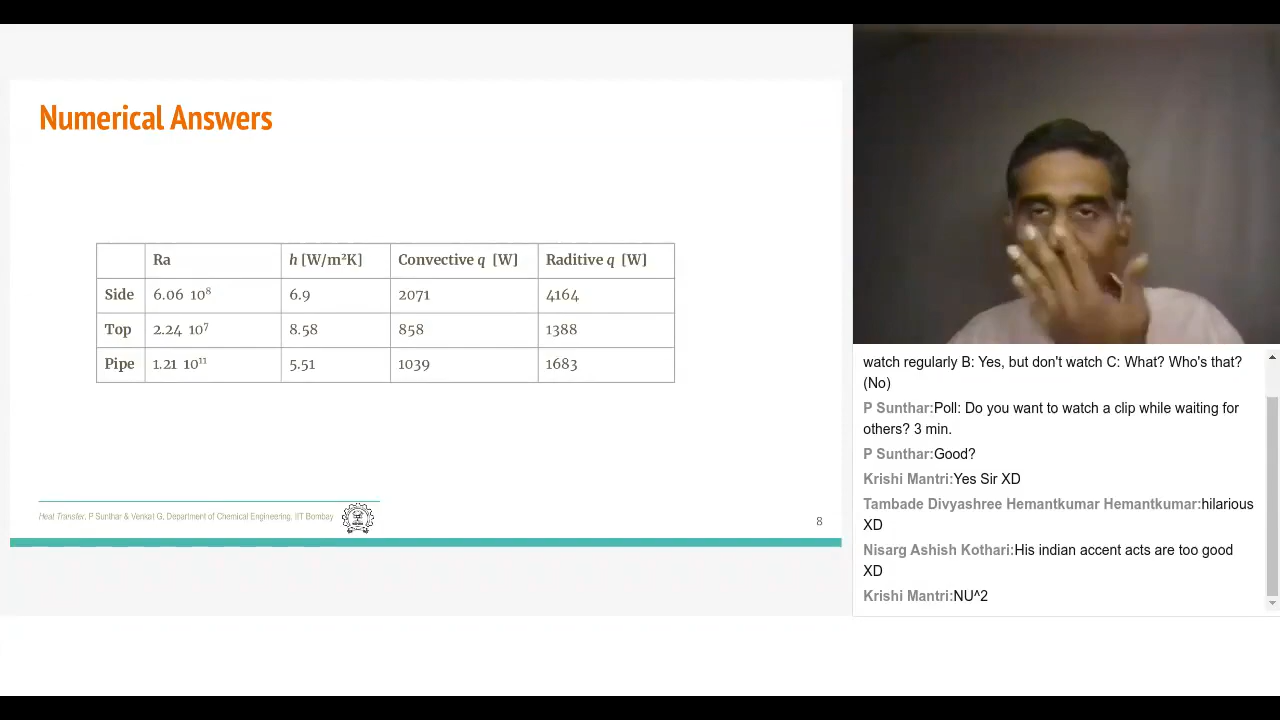 Numerical Answers
Ra h [W/m²K] Convective q [W] Raditive q [W]
Side 6.06 10⁸ 6.9 2071 4164
Top 2.24 10⁷ 8.58 858 1388
Pipe 1.21 10¹¹ 5.51 1039 1683
Heat Transfer, P Sunthar & Venkat G, Department of Chemical Engineering, IIT Bombay
8
watch regularly B: Yes, but don't watch C: What? Who's that?
(No)
P Sunthar:Poll: Do you want to watch a clip while waiting for
others? 3 min.
P Sunthar:Good?
Krishi Mantri:Yes Sir XD
Tambade Divyashree Hemantkumar Hemantkumar:hilarious
XD
Nisarg Ashish Kothari:His indian accent acts are too good
XD
Krishi Mantri:NU^2